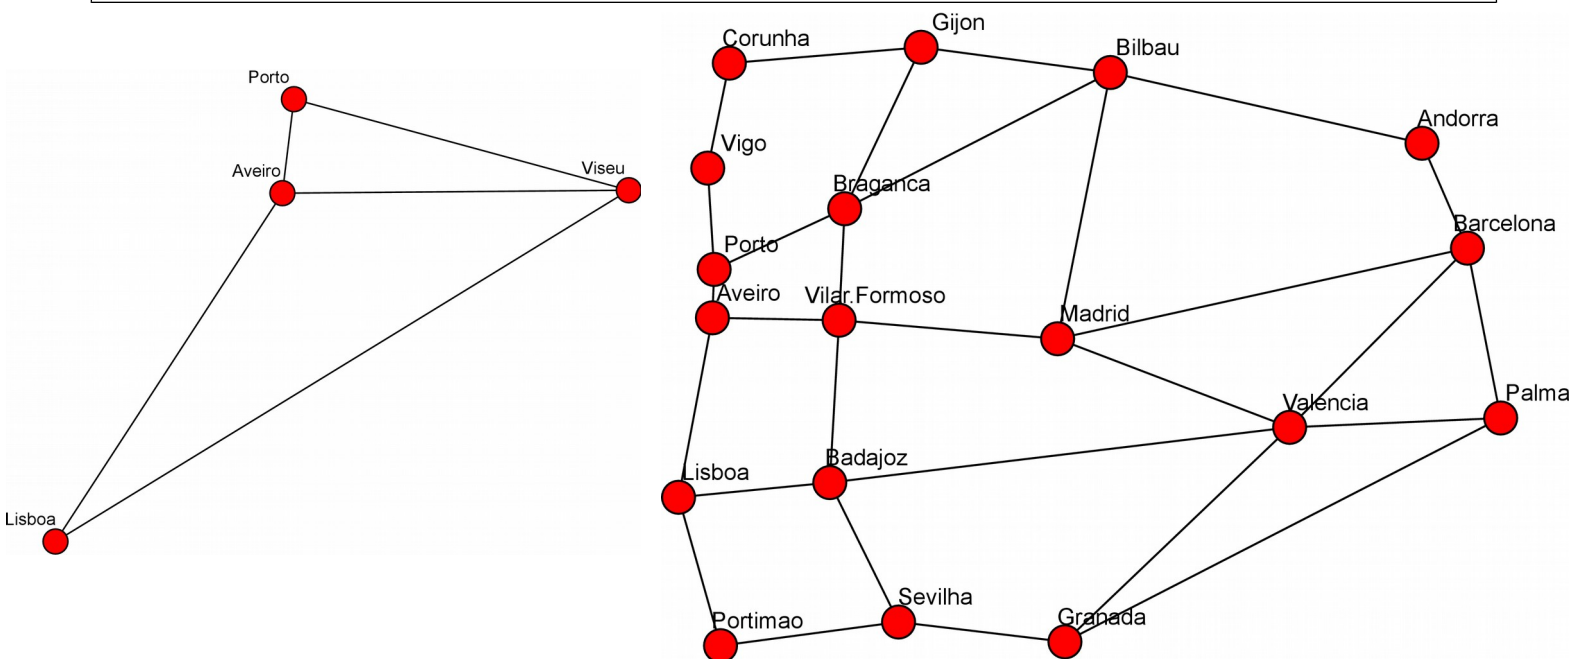 Porto
Aveiro
Viseu
Lisboa
Corunha
Gijon
Bilbau
Andorra
Vigo
Braganca
Barcelona
Porto
Aveiro
Vilar.Formoso
Madrid
Valencia
Palma
Lisboa
Badajoz
Portimao
Sevilha
Granada